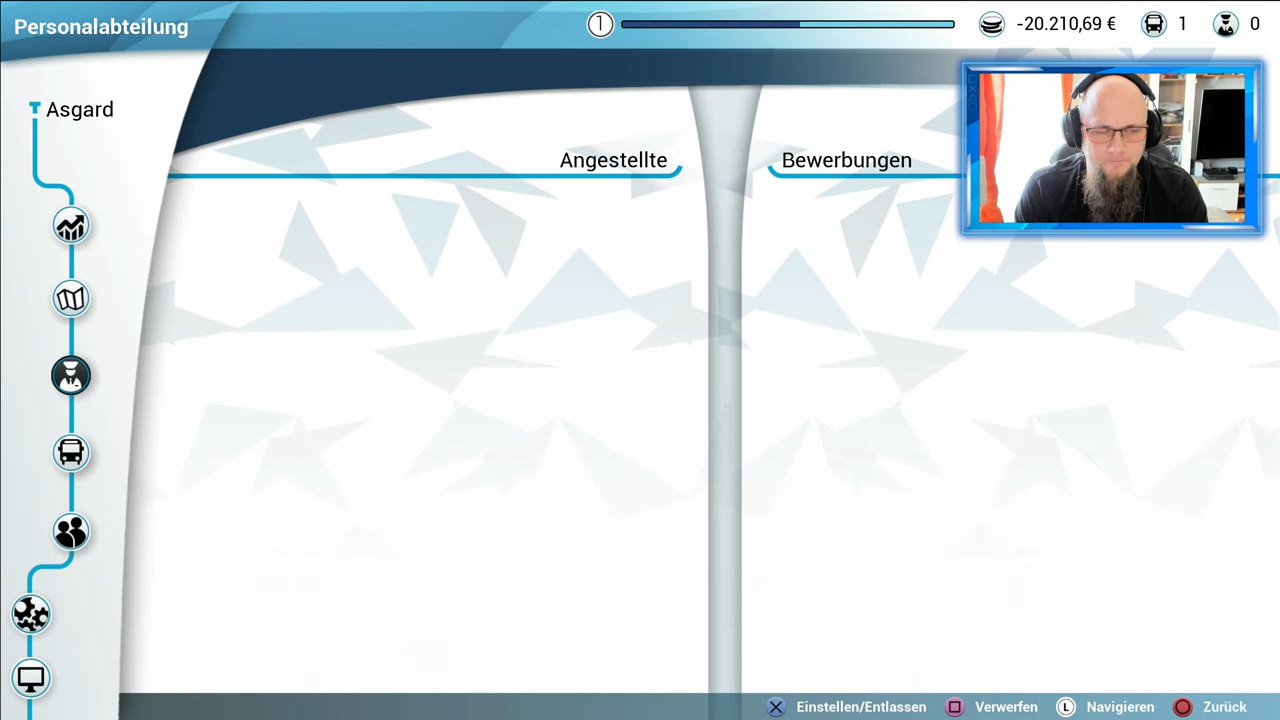 Personalabteilung
1
-20.210,69 €
1
0
Asgard
Angestellte
Bewerbungen
Einstellen/Entlassen
Verwerfen
L
Navigieren
Zurück